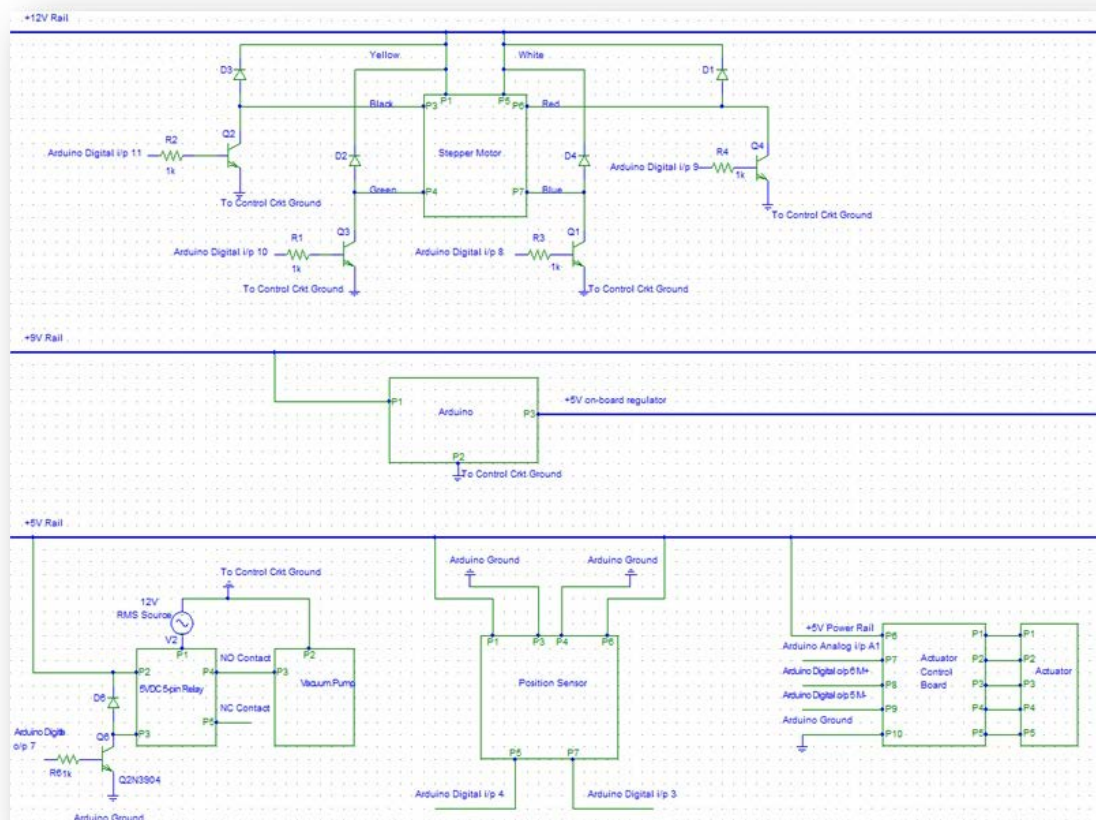 +12V Rail
Yellow
White
D3
D1
Black
P3
P1
P5
P6
Red
R2
Q2
Q4
Arduino Digital i/p 11
1k
D2
Stepper Motor
D4
R4
Arduino Digital i/p 9
1k
Green
P4
P7
Blue
To Control Crkt Ground
To Control Crkt Ground
R1
Q3
R3
Q1
Arduino Digital i/p 10
1k
Arduino Digital i/p 8
1k
To Control Crkt Ground
To Control Crkt Ground
+9V Rail
P1
Arduino
P3
+5V on-board regulator
P2
To Control Crkt Ground
+5V Rail
Arduino Ground
Arduino Ground
To Control Crkt Ground
12V
RMS Source
V2
P1
P2
P4
NO Contact
P3
P2
5VDC 5-pin Relay
Vacuum Pump
NC Contact
P5
P3
D5
Q6
Arduino Digita
o/p 7
R6
1k
Q2N3904
Arduino Ground
P1
P3
P4
P6
Position Sensor
P5
P7
Arduino Digital i/p 4
Arduino Digital i/p 3
+5V Power Rail
P6
P1
P1
Arduino Analog i/p A1
P7
Actuator
Control
Board
P2
P2
Actuator
Arduino Digital o/p 6 M+
P8
P3
P3
Arduino Digital o/p 5 M-
P9
P4
P4
Arduino Ground
P10
P5
P5